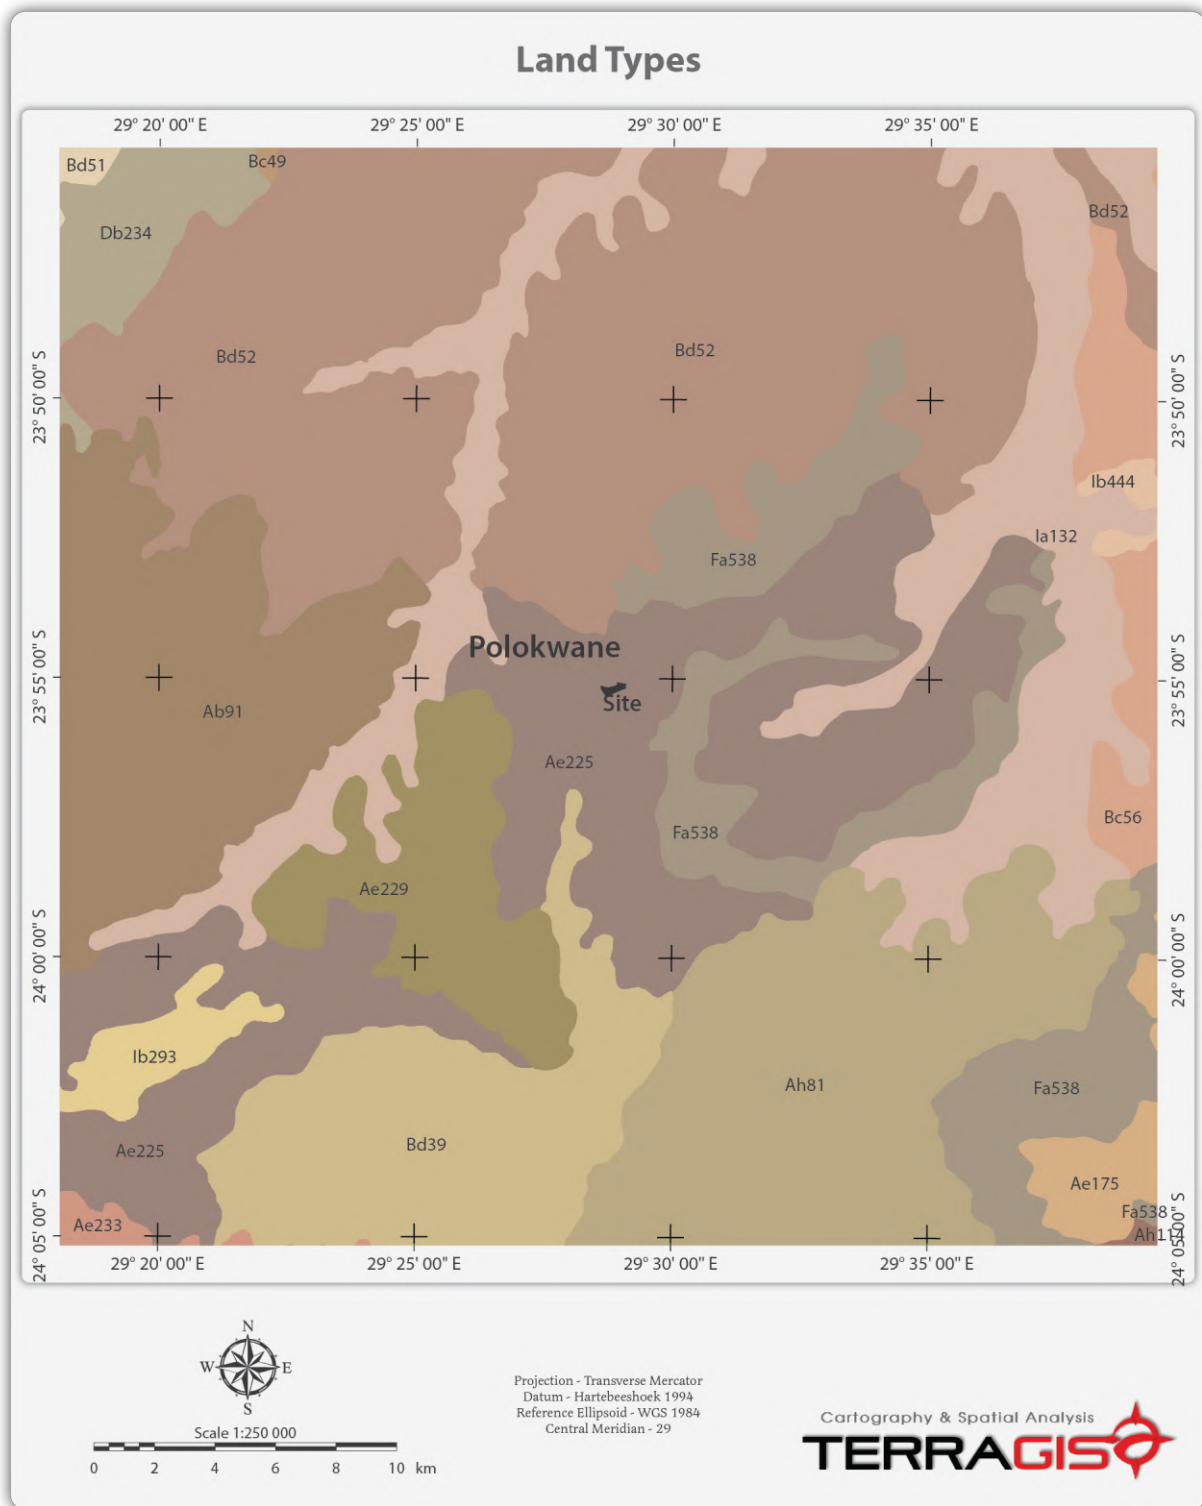 Land Types
29° 20' 00" E
29° 25' 00" E
29° 30' 00" E
29° 35' 00" E
Bd51
Bc49
Bd52
Db234
Bd52
Bd52
23° 50' 00" S
23° 50' 00" S
Ib444
Ia132
Fa538
Polokwane
Site
23° 55' 00" S
23° 55' 00" S
Ab91
Ae225
Bc56
Fa538
Ae229
24° 00' 00" S
24° 00' 00" S
Ib293
Ah81
Fa538
Bd39
Ae225
Ae175
Fa538
Ae233
Ah114
24° 05' 00" S
24° 05' 00" S
29° 20' 00" E
29° 25' 00" E
29° 30' 00" E
29° 35' 00" E
N
W
E
S
Scale 1:250 000
0 2 4 6 8 10 km
Projection - Transverse Mercator
Datum - Hartebeeshoek 1994
Reference Ellipsoid - WGS 1984
Central Meridian - 29
Cartography & Spatial Analysis
TERRAGIS